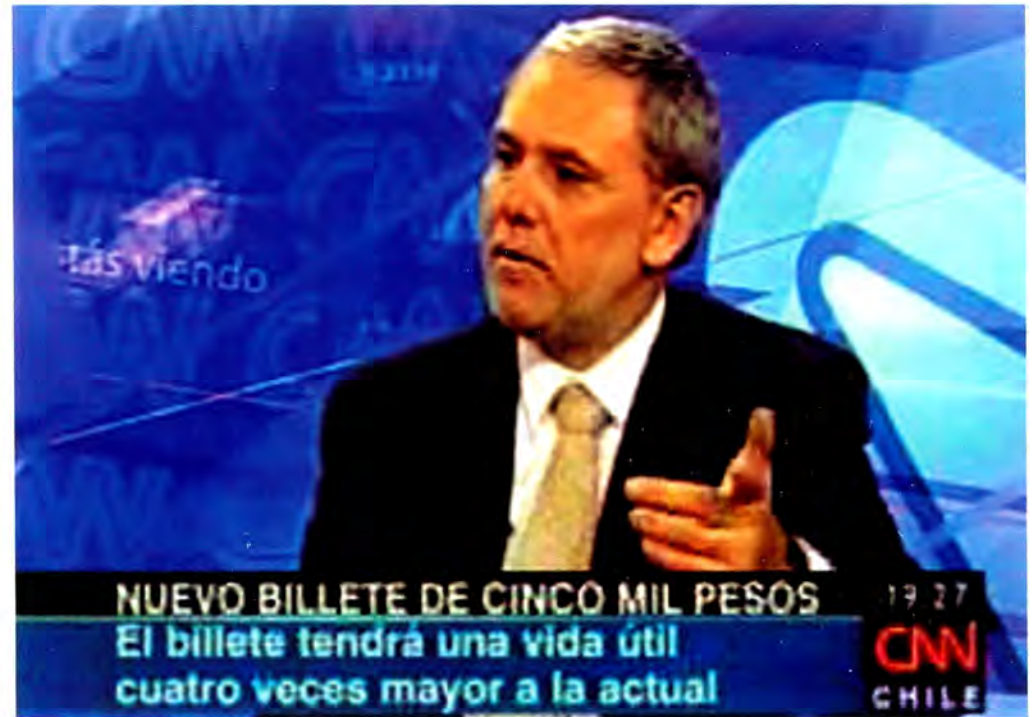 tás viendo
NUEVO BILLETE DE CINCO MIL PESOS
19 27
El billete tendrá una vida útil
cuatro veces mayor a la actual
CNN
CHILE